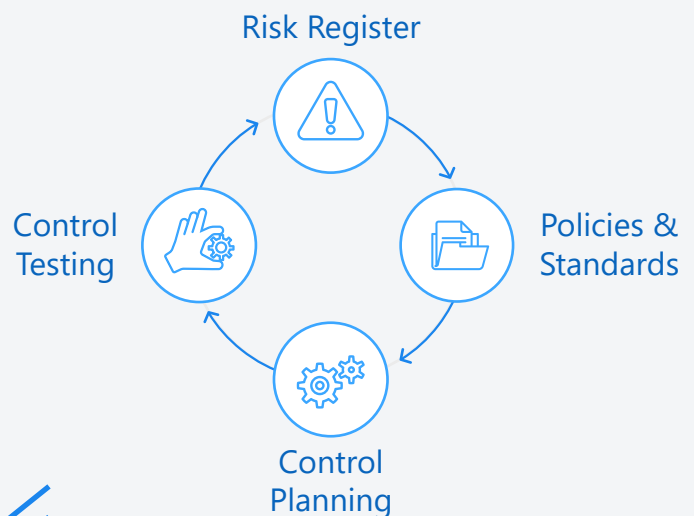 Risk Register
Control
Testing
Policies &
Standards
Control
Planning